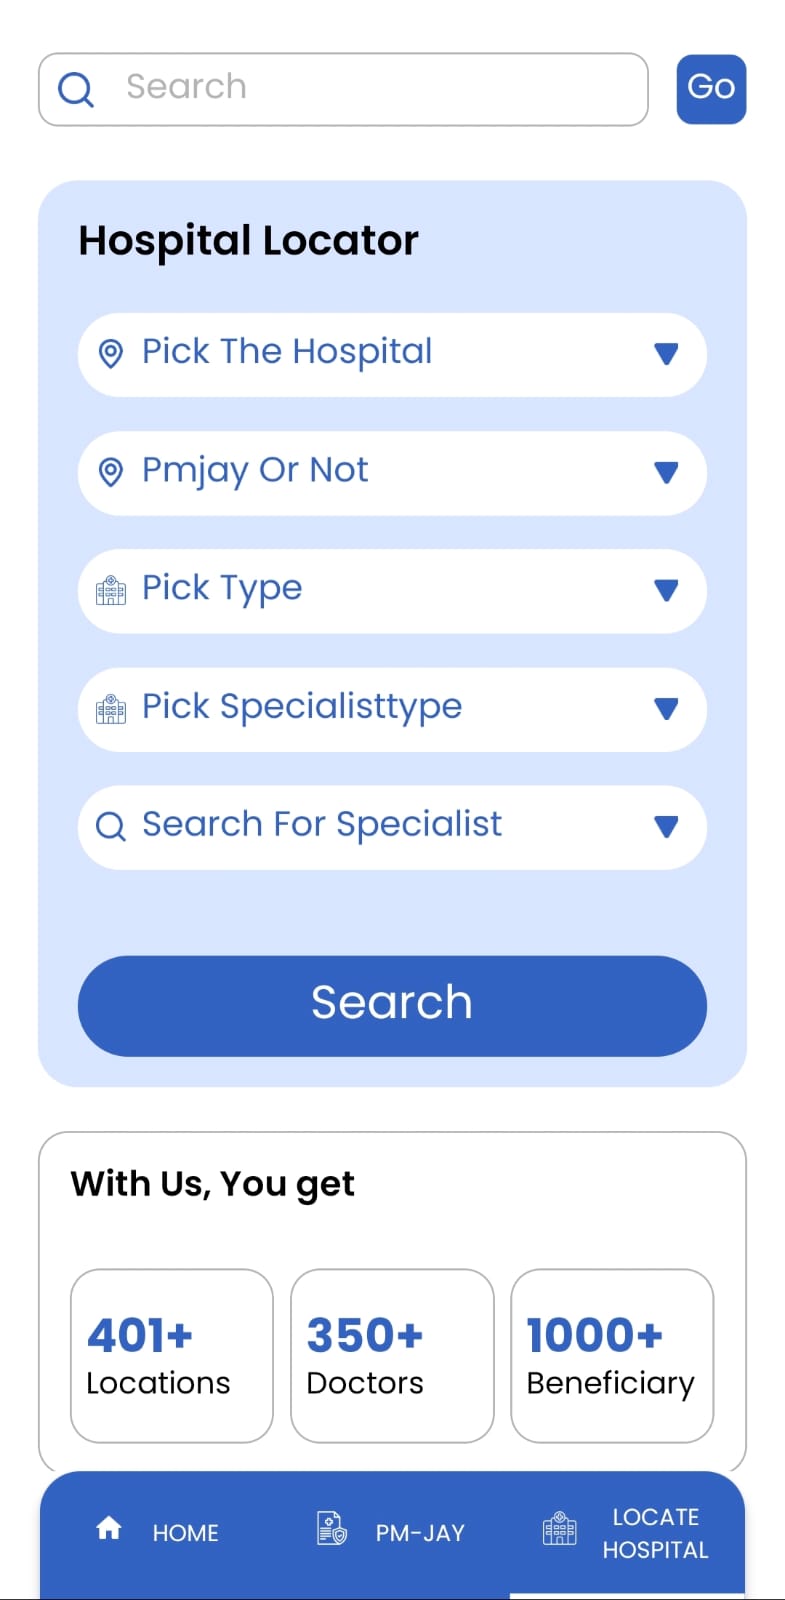 Search
Go
Hospital Locator
Pick The Hospital
Pmjay Or Not
Pick Type
Pick Specialisttype
Search For Specialist
Search
With Us, You get
401+
Locations
350+
Doctors
1000+
Beneficiary
HOME
PM-JAY
LOCATE
HOSPITAL